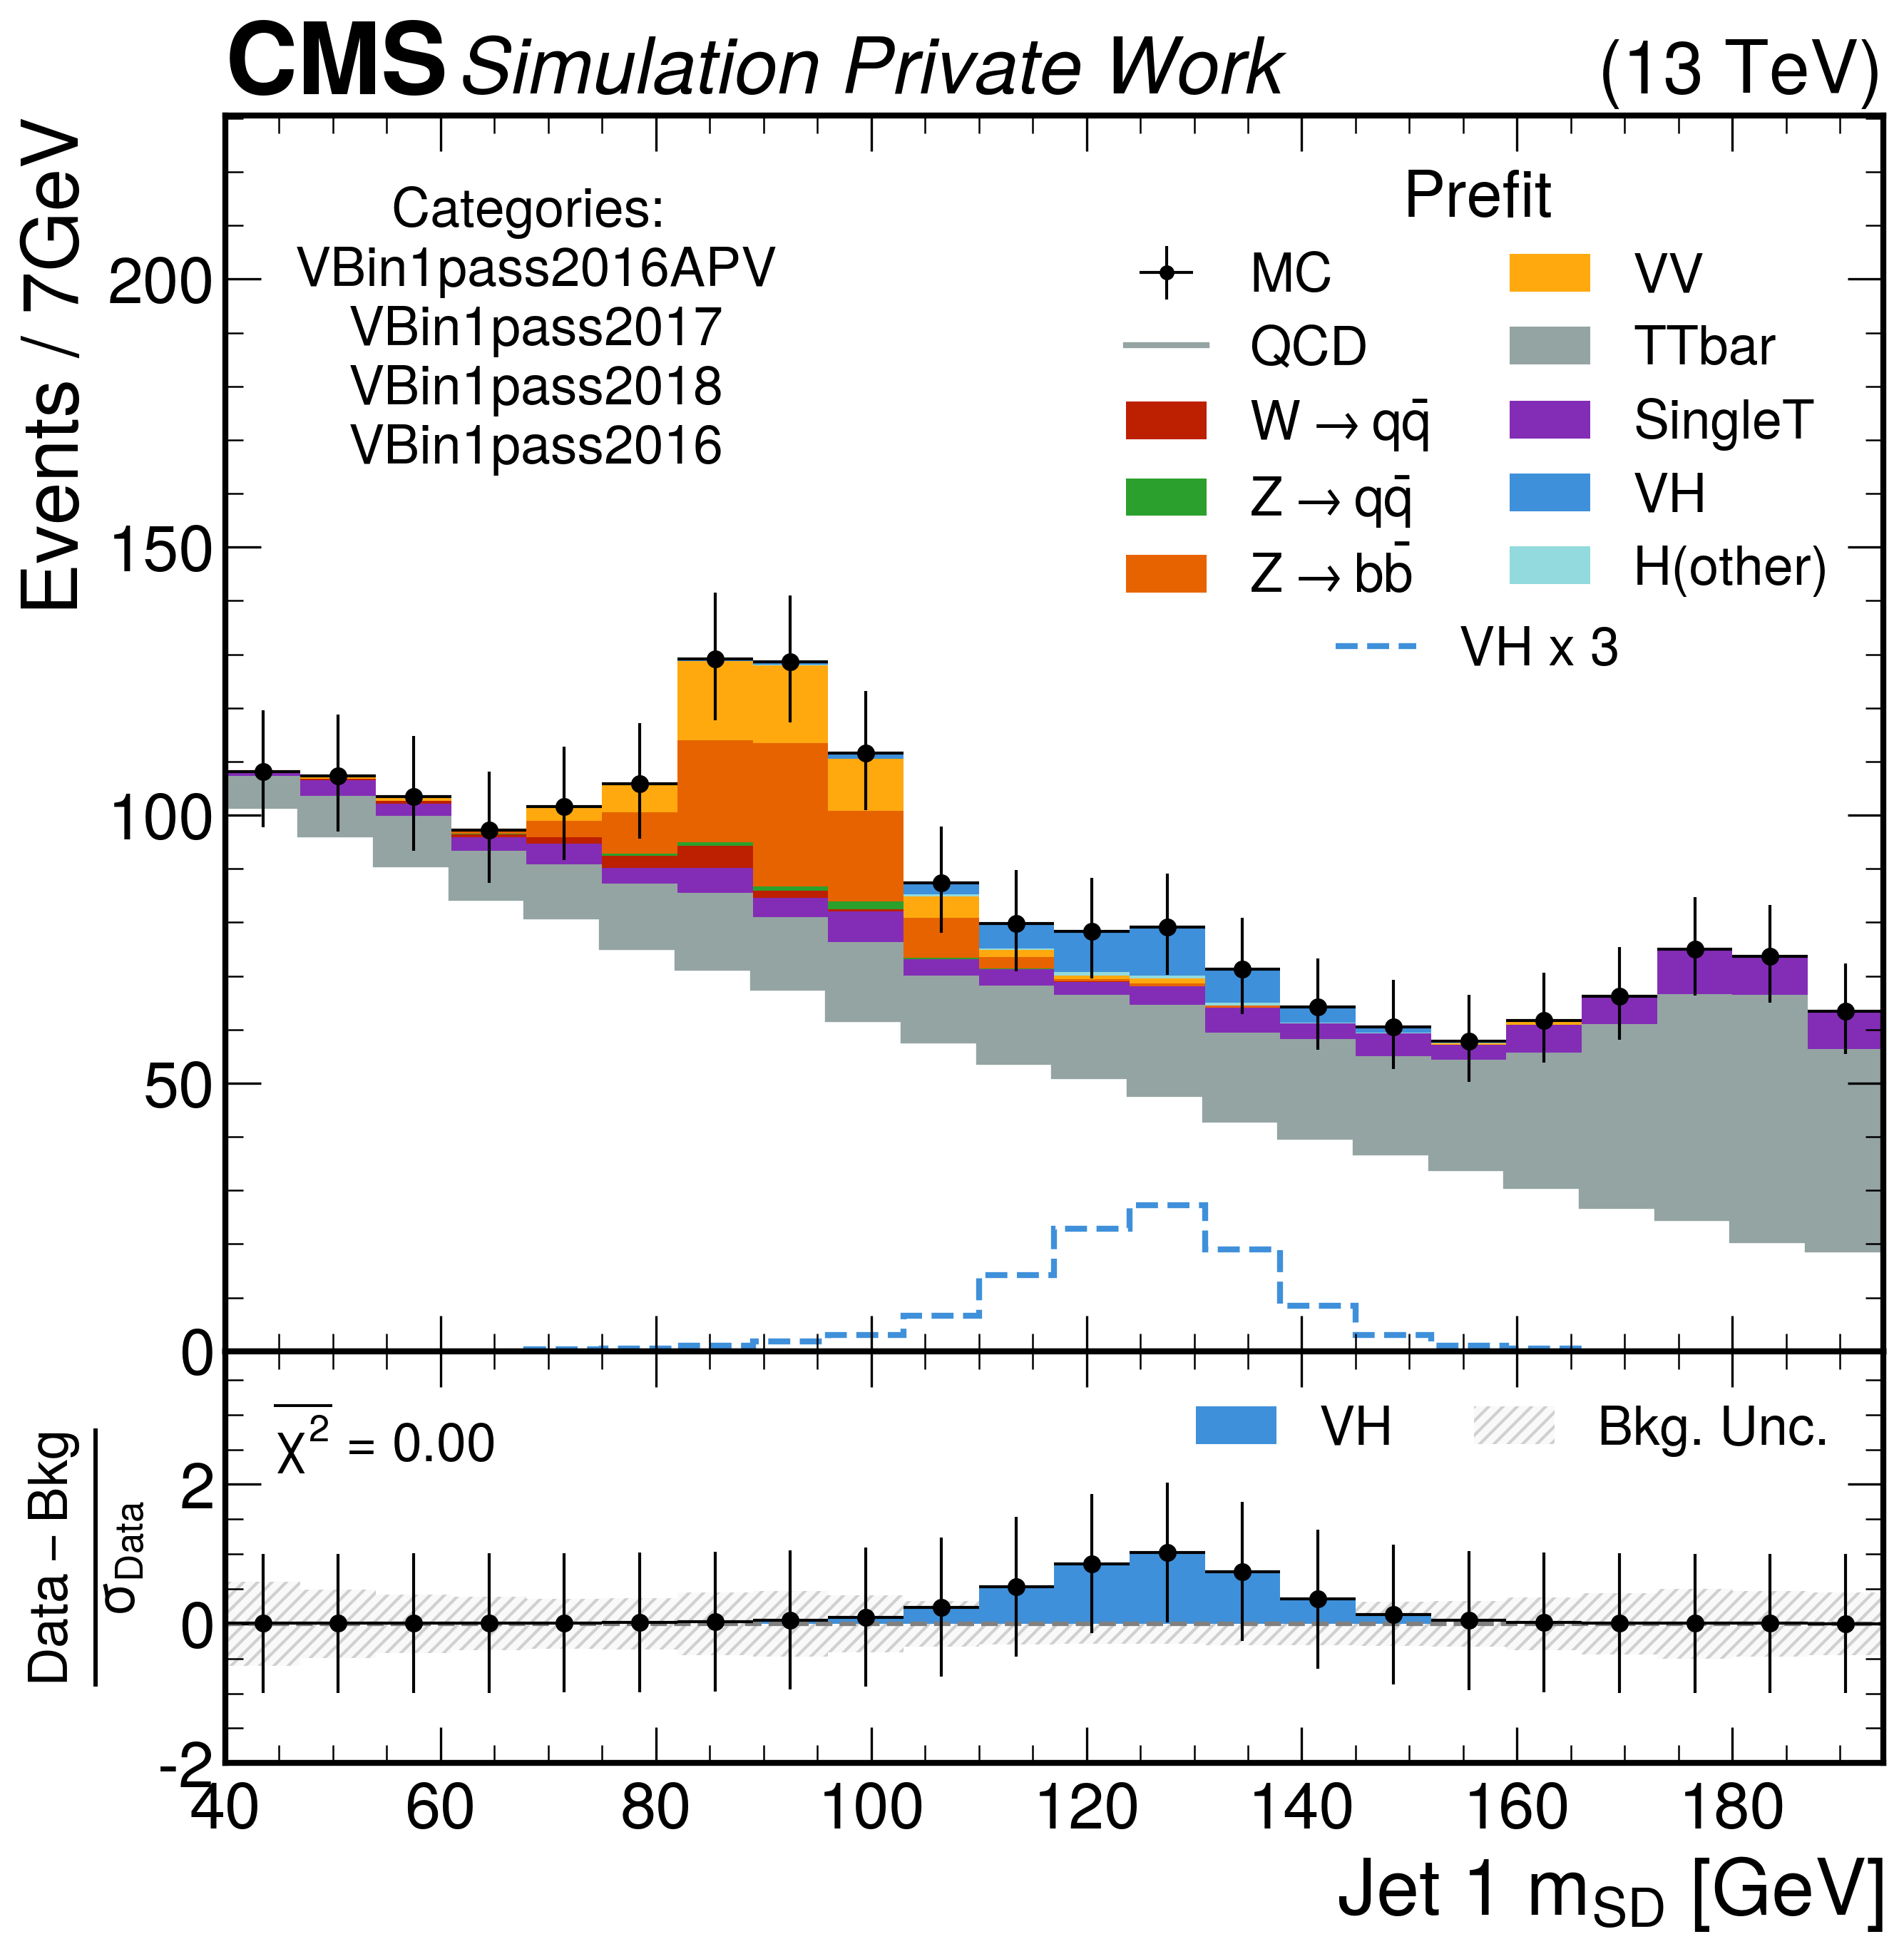 CMS Simulation Private Work (13 TeV)
Events / 7GeV
Categories:
VBin1pass2016APV
VBin1pass2017
VBin1pass2018
VBin1pass2016
Prefit
MC
QCD
W → qq̄
Z → qq̄
Z → bb̄
VV
TTbar
SingleT
VH
H(other)
VH x 3
200
150
100
50
0
Data − Bkg
σ_Data
χ² = 0.00
VH
Bkg. Unc.
2
0
-2
40 60 80 100 120 140 160 180
Jet 1 m_SD [GeV]